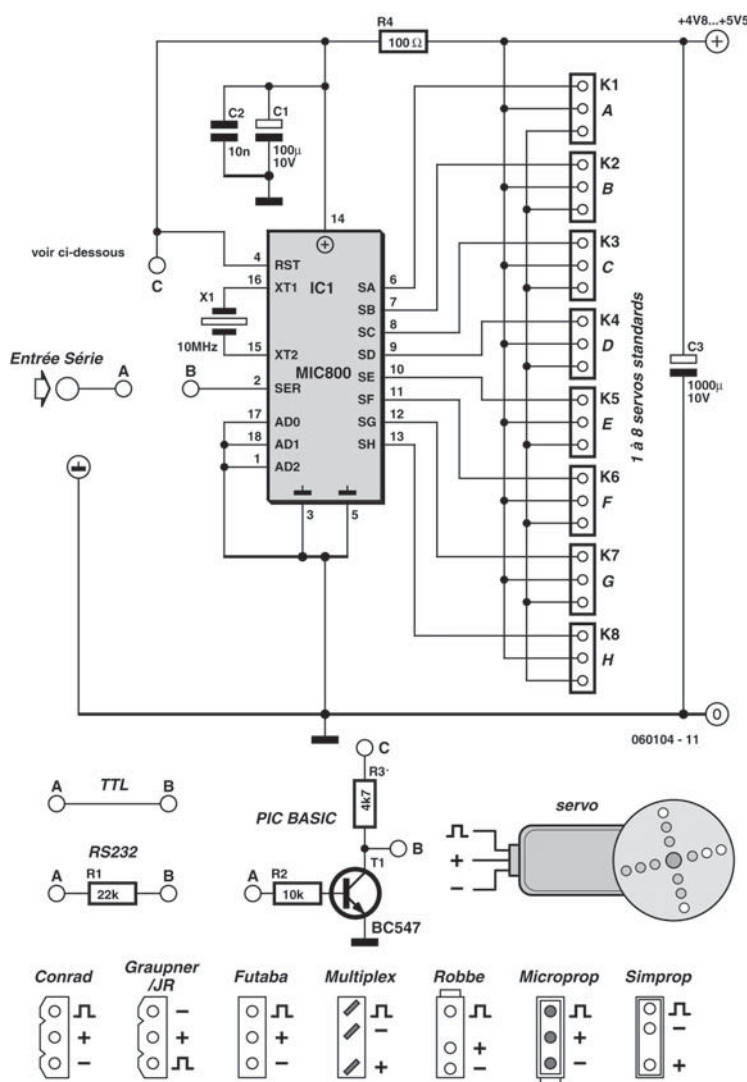 R4
+4V8...+5V5
100 Ω
K1
A
C2
C1
10n
100µ
10V
K2
B
14
voir ci-dessous
4
RST
C
IC1
SA
6
K3
C
16
XT1
SB
7
X1
SC
8
K4
D
10MHz
15
XT2
SD
9
C3
Entrée Série
A
B
MIC800
SE
10
1000µ
10V
2
SER
SF
11
K5
E
17
AD0
SG
12
18
AD1
SH
13
1
AD2
K6
F
1 à 8 servos standards
3
5
K7
G
K8
H
0
060104 - 11
C
A
TTL
B
R3
4k7
PIC BASIC
servo
B
RS232
T1
A
R1
B
A
R2
+
22k
10k
–
BC547
Conrad
Graupner
/JR
Futaba
Multiplex
Robbe
Microprop
Simprop
–
–
–
+
+
+
+
+
–
–
–
+
–
+